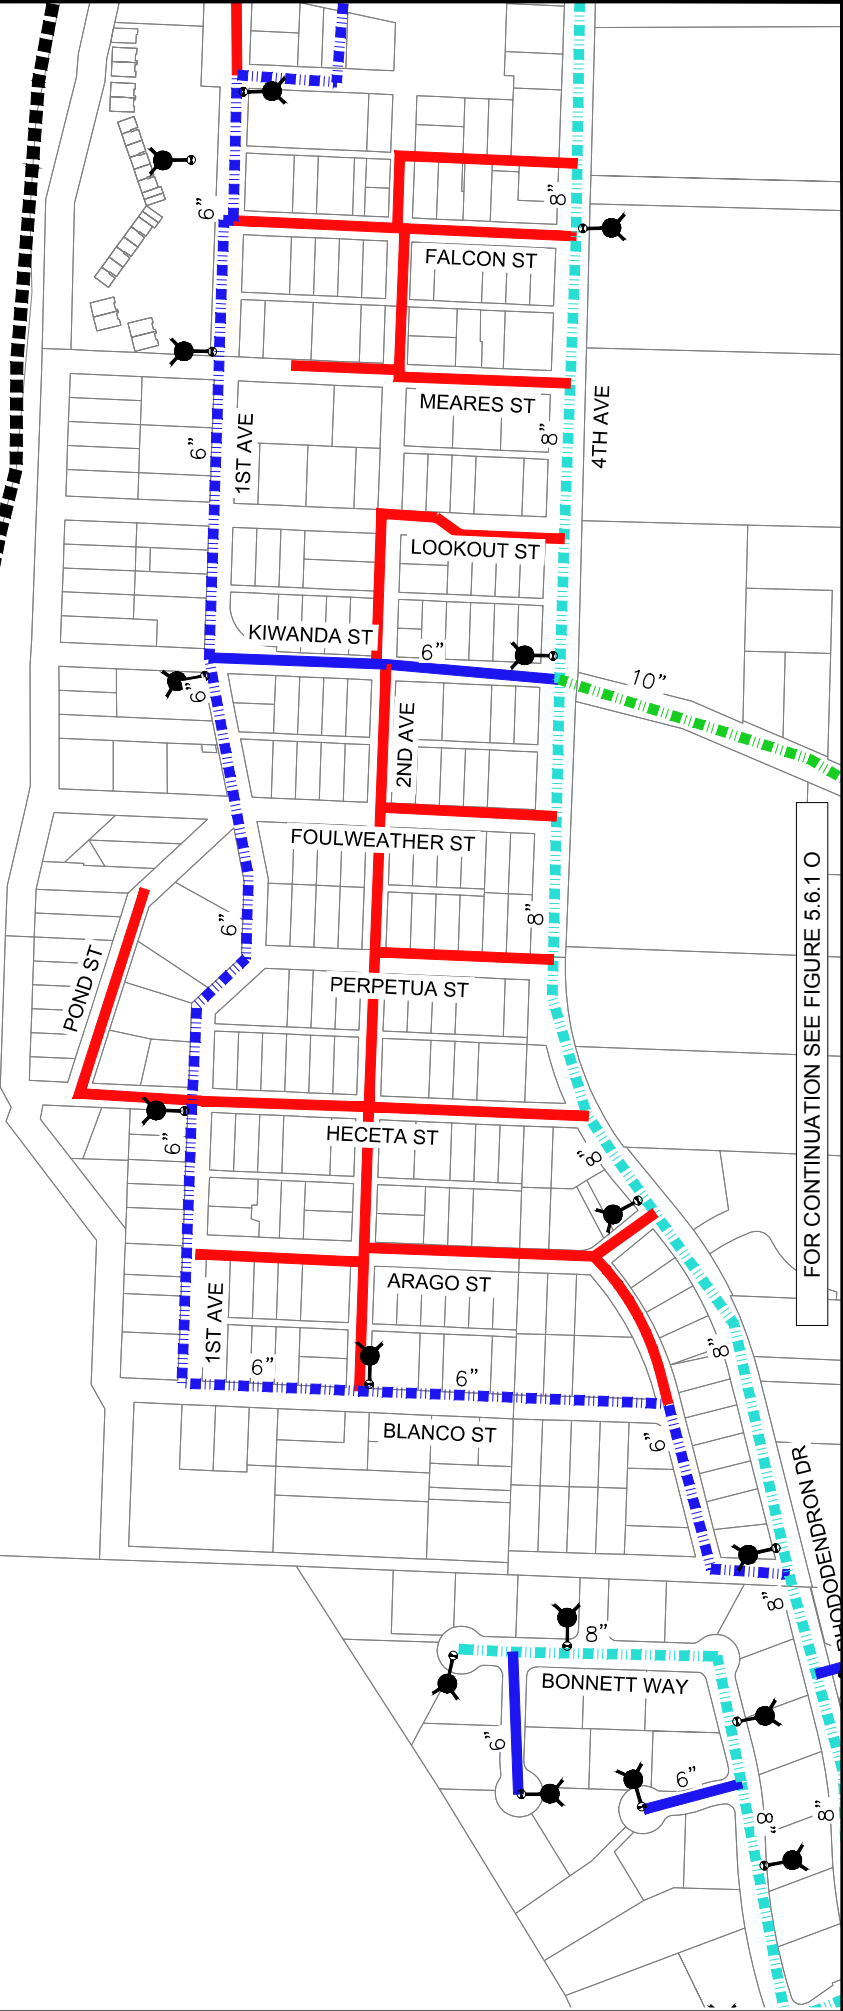 6"
8"
FALCON ST
MEARES ST
1ST AVE
6"
8"
4TH AVE
LOOKOUT ST
KIWANDA ST
6"
10"
6"
2ND AVE
FOULWEATHER ST
6"
8"
POND ST
PERPETUA ST
FOR CONTINUATION SEE FIGURE 5.6.1 O
HECETA ST
6"
8"
ARAGO ST
1ST AVE
8"
6"
6"
BLANCO ST
6"
RHODODENDRON DR
8"
8"
BONNETT WAY
6"
6"
8"
8"